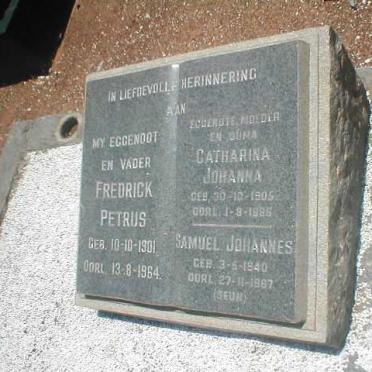 IN LIEFDEVOLLE HERINNERING
AAN
MY EGGENOOT
EN VADER
FREDRICK
PETRUS
GEB. 10-10-1901
OORL. 13-8-1964
EGGENOTE, MOEDER
EN OUMA
CATHARINA
JOHANNA
GEB. 30-10-1905
OORL. 1-8-1985
SAMUEL JOHANNES
GEB. 3-5-1940
OORL. 27-11-1987
(SEUN)